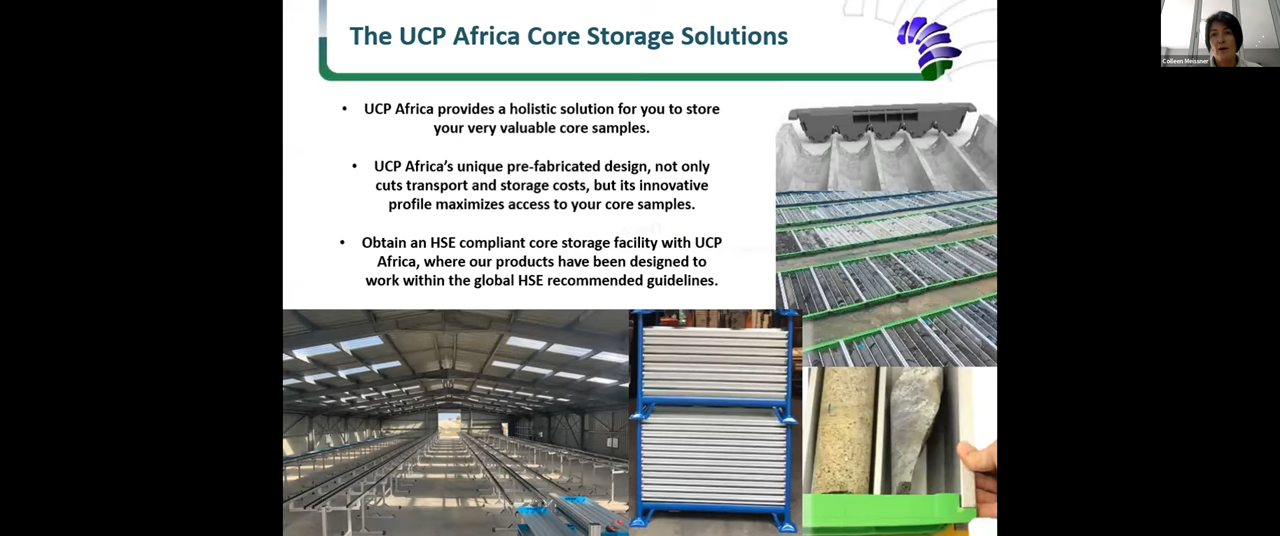 The UCP Africa Core Storage Solutions
Colleen Meissner
• UCP Africa provides a holistic solution for you to store
your very valuable core samples.
• UCP Africa's unique pre-fabricated design, not only
cuts transport and storage costs, but its innovative
profile maximizes access to your core samples.
• Obtain an HSE compliant core storage facility with UCP
Africa, where our products have been designed to
work within the global HSE recommended guidelines.